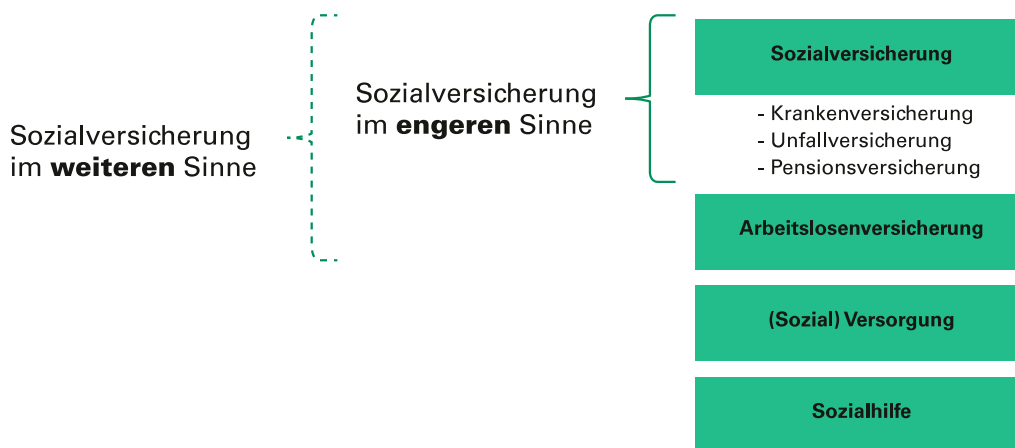 Sozialversicherung
im weiteren Sinne
Sozialversicherung
im engeren Sinne
Sozialversicherung
- Krankenversicherung
- Unfallversicherung
- Pensionsversicherung
Arbeitslosenversicherung
(Sozial) Versorgung
Sozialhilfe